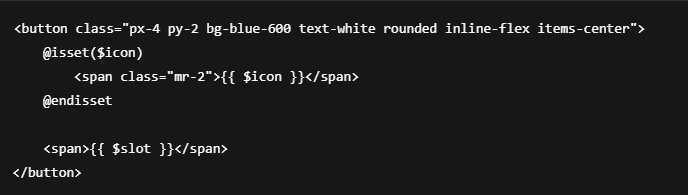 <button class="px-4 py-2 bg-blue-600 text-white rounded inline-flex items-center">
    @isset($icon)
        <span class="mr-2">{{ $icon }}</span>
    @endisset

    <span>{{ $slot }}</span>
</button>